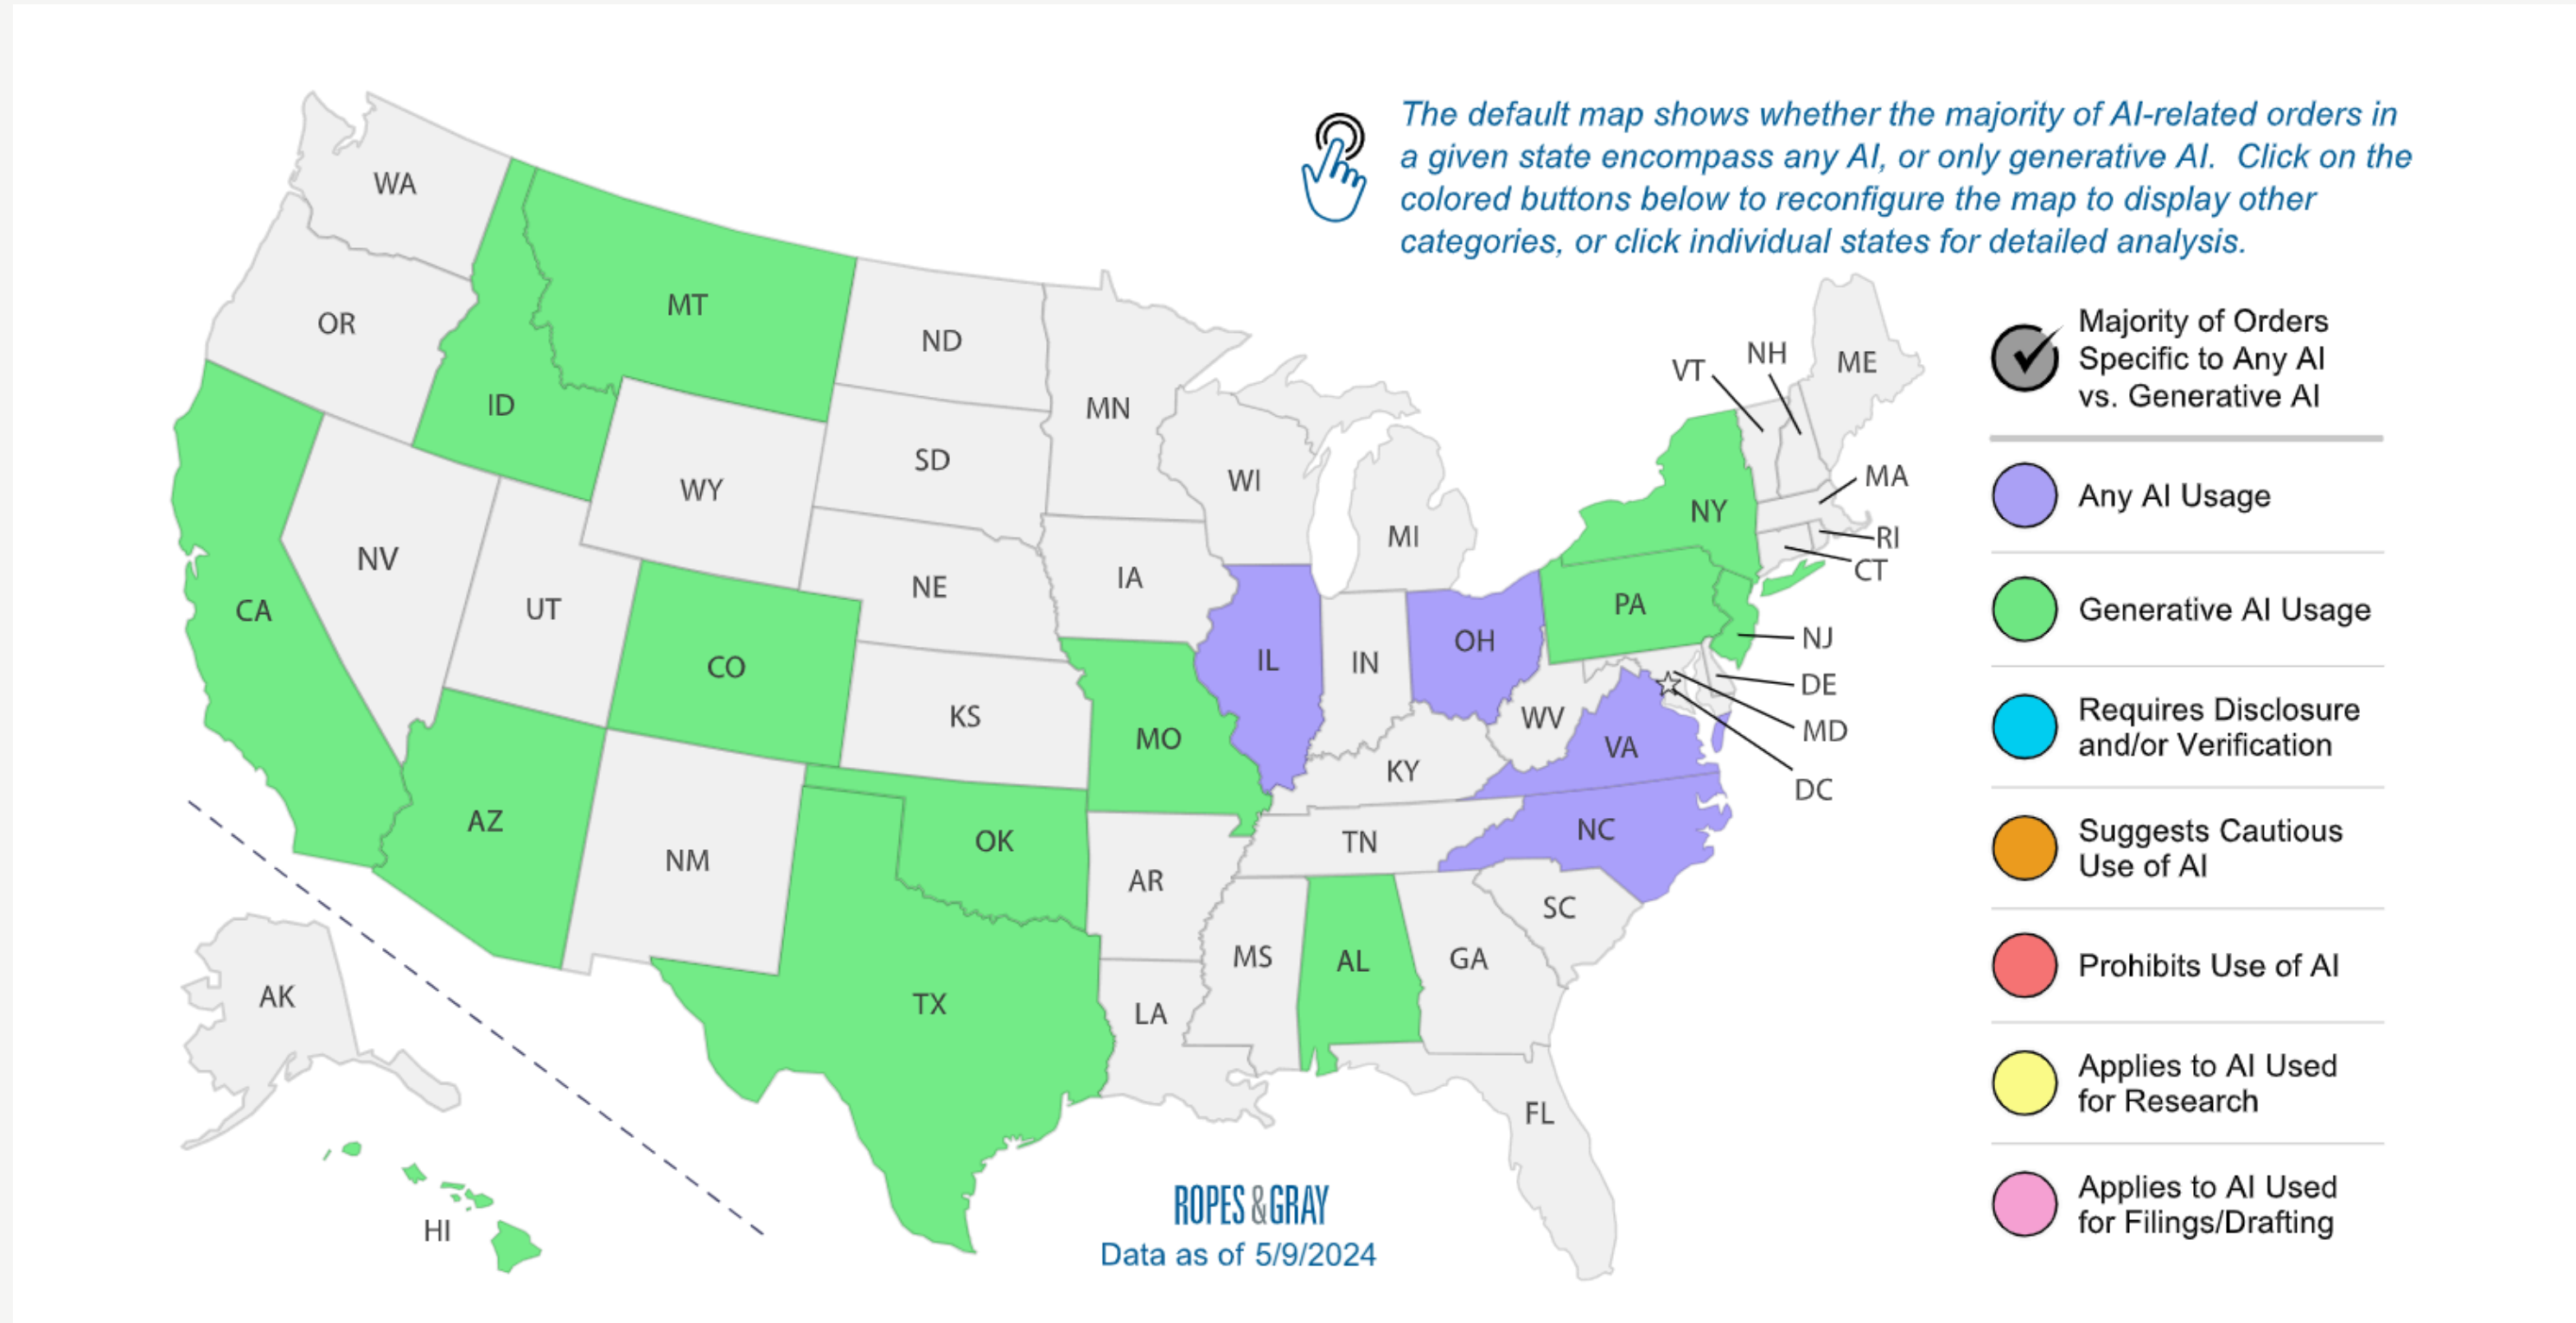 The default map shows whether the majority of AI-related orders in
a given state encompass any AI, or only generative AI. Click on the
colored buttons below to reconfigure the map to display other
categories, or click individual states for detailed analysis.
WA
OR
MT
ID
ND
MN
SD
WY
WI
MI
VT
NH
ME
MA
RI
CT
NY
PA
NJ
DE
MD
DC
NV
UT
CA
CO
NE
IA
KS
MO
IL
IN
OH
WV
VA
KY
NC
TN
AZ
NM
OK
AR
SC
TX
LA
MS
AL
GA
FL
AK
HI
Majority of Orders
Specific to Any AI
vs. Generative AI
Any AI Usage
Generative AI Usage
Requires Disclosure
and/or Verification
Suggests Cautious
Use of AI
Prohibits Use of AI
Applies to AI Used
for Research
Applies to AI Used
for Filings/Drafting
ROPES & GRAY
Data as of 5/9/2024